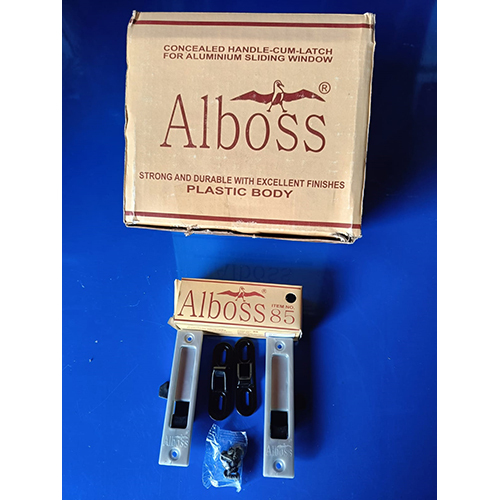 CONCEALED HANDLE-CUM-LATCH
FOR ALUMINIUM SLIDING WINDOW
Alboss ®
STRONG AND DURABLE WITH EXCELLENT FINISHES
PLASTIC BODY
Alboss
ITEM NO.
85